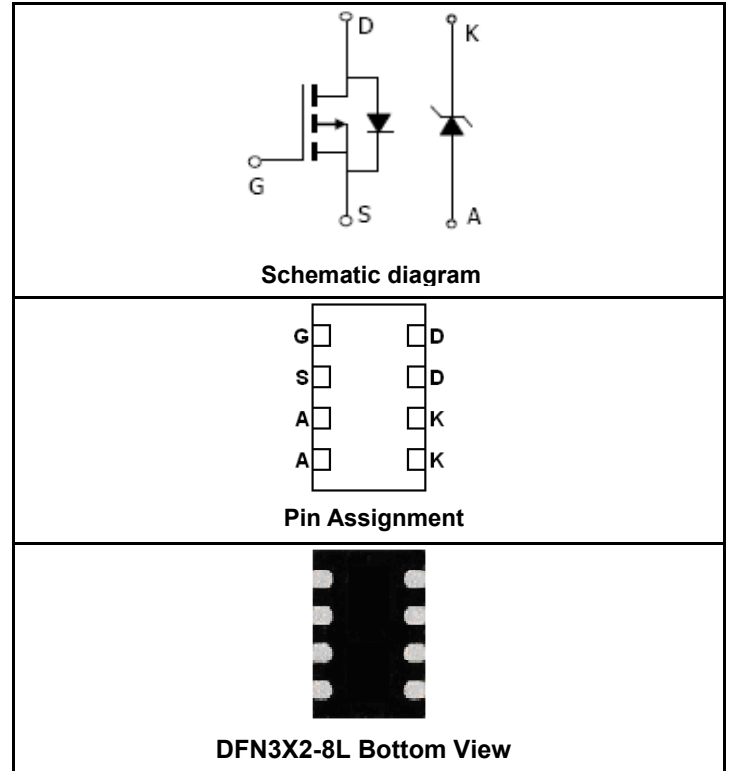 D K
G
S A
Schematic diagram
G D
S D
A K
A K
Pin Assignment
DFN3X2-8L Bottom View